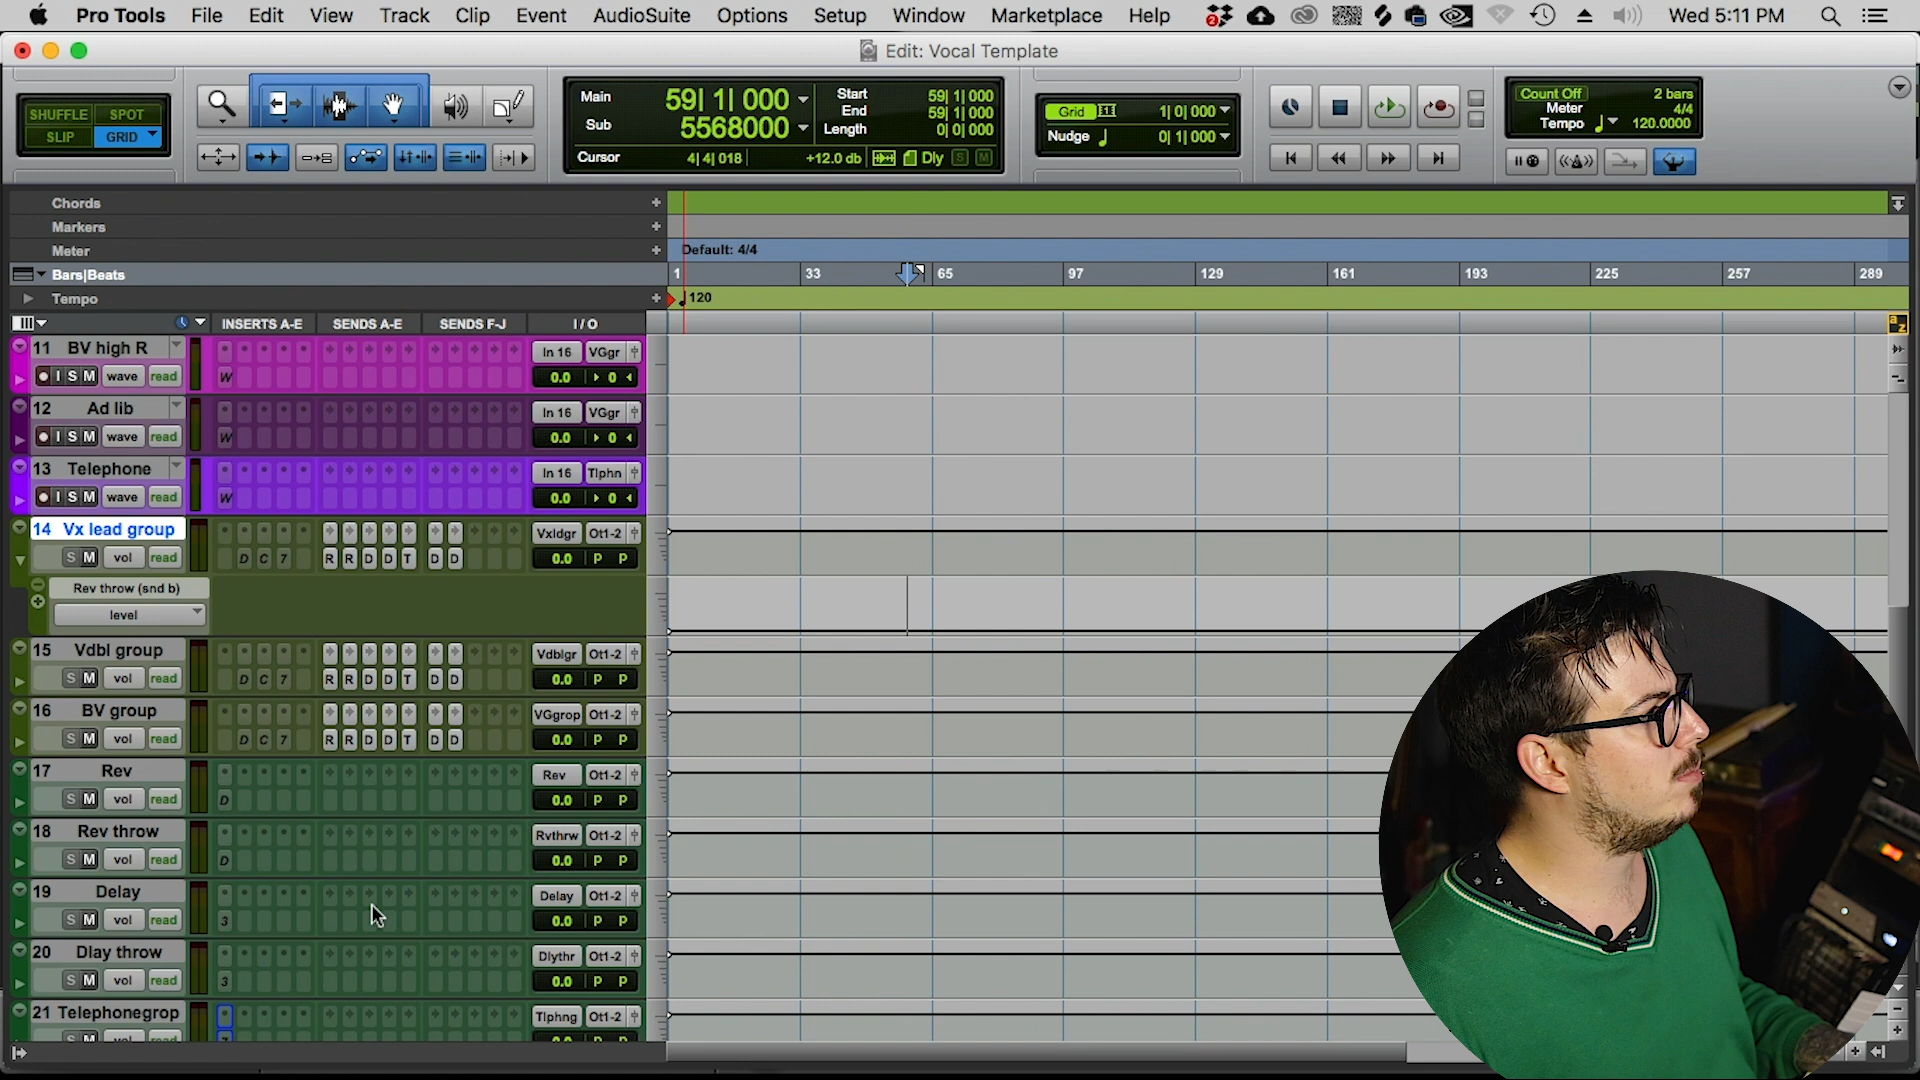 Pro Tools File Edit View Track Clip Event AudioSuite Options Setup Window Marketplace Help Wed 5:11 PM
Edit: Vocal Template
SHUFFLE SPOT
SLIP GRID
Main 59| 1| 000
Sub 5568000
Start 59| 1| 000
End 59| 1| 000
Length 0| 0| 000
Cursor 4| 4| 018 +12.0 db Dly S M
Grid 1| 0| 000
Nudge 0| 1| 000
Count Off 2 bars
Meter 4/4
Tempo 120.0000
Chords
Markers
Meter Default: 4/4
Bars|Beats 1 33 65 97 129 161 193 225 257 289
Tempo 120
INSERTS A-E SENDS A-E SENDS F-J I / O
11 BV high R In 16 VGgr
I S M wave read W 0.0 0
12 Ad lib In 16 VGgr
I S M wave read W 0.0 0
13 Telephone In 16 Tlphn
I S M wave read W 0.0 0
14 Vx lead group Vxldgr Ot1-2
S M vol read D C 7 R R D D T D D 0.0 P P
Rev throw (snd b)
level
15 Vdbl group Vdblgr Ot1-2
S M vol read D C 7 R R D D T D D 0.0 P P
16 BV group VGgrop Ot1-2
S M vol read D C 7 R R D D T D D 0.0 P P
17 Rev Rev Ot1-2
S M vol read D 0.0 P P
18 Rev throw Rvthrw Ot1-2
S M vol read D 0.0 P P
19 Delay Delay Ot1-2
S M vol read 3 0.0 P P
20 Dlay throw Dlythr Ot1-2
S M vol read 3 0.0 P P
21 Telephonegrop Tlphng Ot1-2